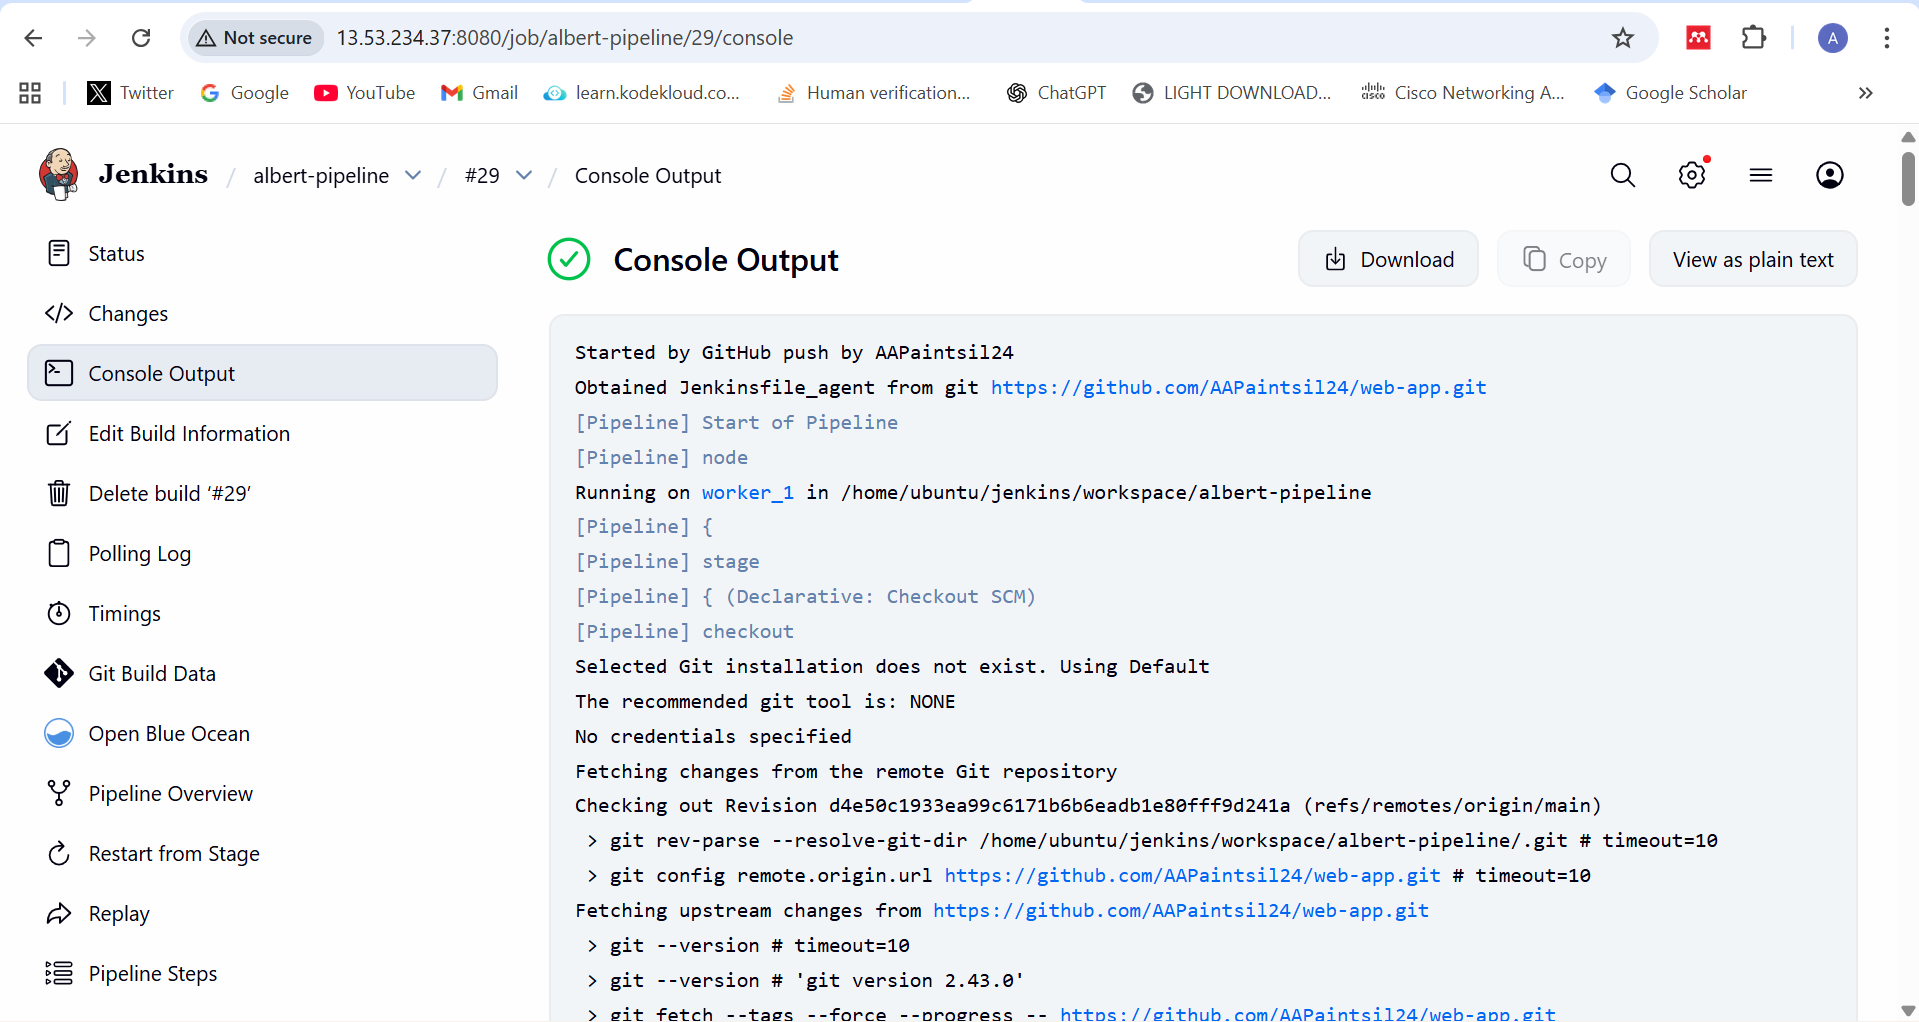 Not secure 13.53.234.37:8080/job/albert-pipeline/29/console A
Twitter Google YouTube Gmail learn.kodekloud.co... Human verification... ChatGPT LIGHT DOWNLOAD... Cisco Networking A... Google Scholar »
Jenkins / albert-pipeline / #29 / Console Output
Status
Changes
Console Output
Edit Build Information
Delete build ‘#29’
Polling Log
Timings
Git Build Data
Open Blue Ocean
Pipeline Overview
Restart from Stage
Replay
Pipeline Steps
Console Output
Download
Copy
View as plain text
Started by GitHub push by AAPaintsil24
Obtained Jenkinsfile_agent from git https://github.com/AAPaintsil24/web-app.git
[Pipeline] Start of Pipeline
[Pipeline] node
Running on worker_1 in /home/ubuntu/jenkins/workspace/albert-pipeline
[Pipeline] {
[Pipeline] stage
[Pipeline] { (Declarative: Checkout SCM)
[Pipeline] checkout
Selected Git installation does not exist. Using Default
The recommended git tool is: NONE
No credentials specified
Fetching changes from the remote Git repository
Checking out Revision d4e50c1933ea99c6171b6b6eadb1e80fff9d241a (refs/remotes/origin/main)
> git rev-parse --resolve-git-dir /home/ubuntu/jenkins/workspace/albert-pipeline/.git # timeout=10
> git config remote.origin.url https://github.com/AAPaintsil24/web-app.git # timeout=10
Fetching upstream changes from https://github.com/AAPaintsil24/web-app.git
> git --version # timeout=10
> git --version # 'git version 2.43.0'
> git fetch --tags --force --progress -- https://github.com/AAPaintsil24/web-app.git